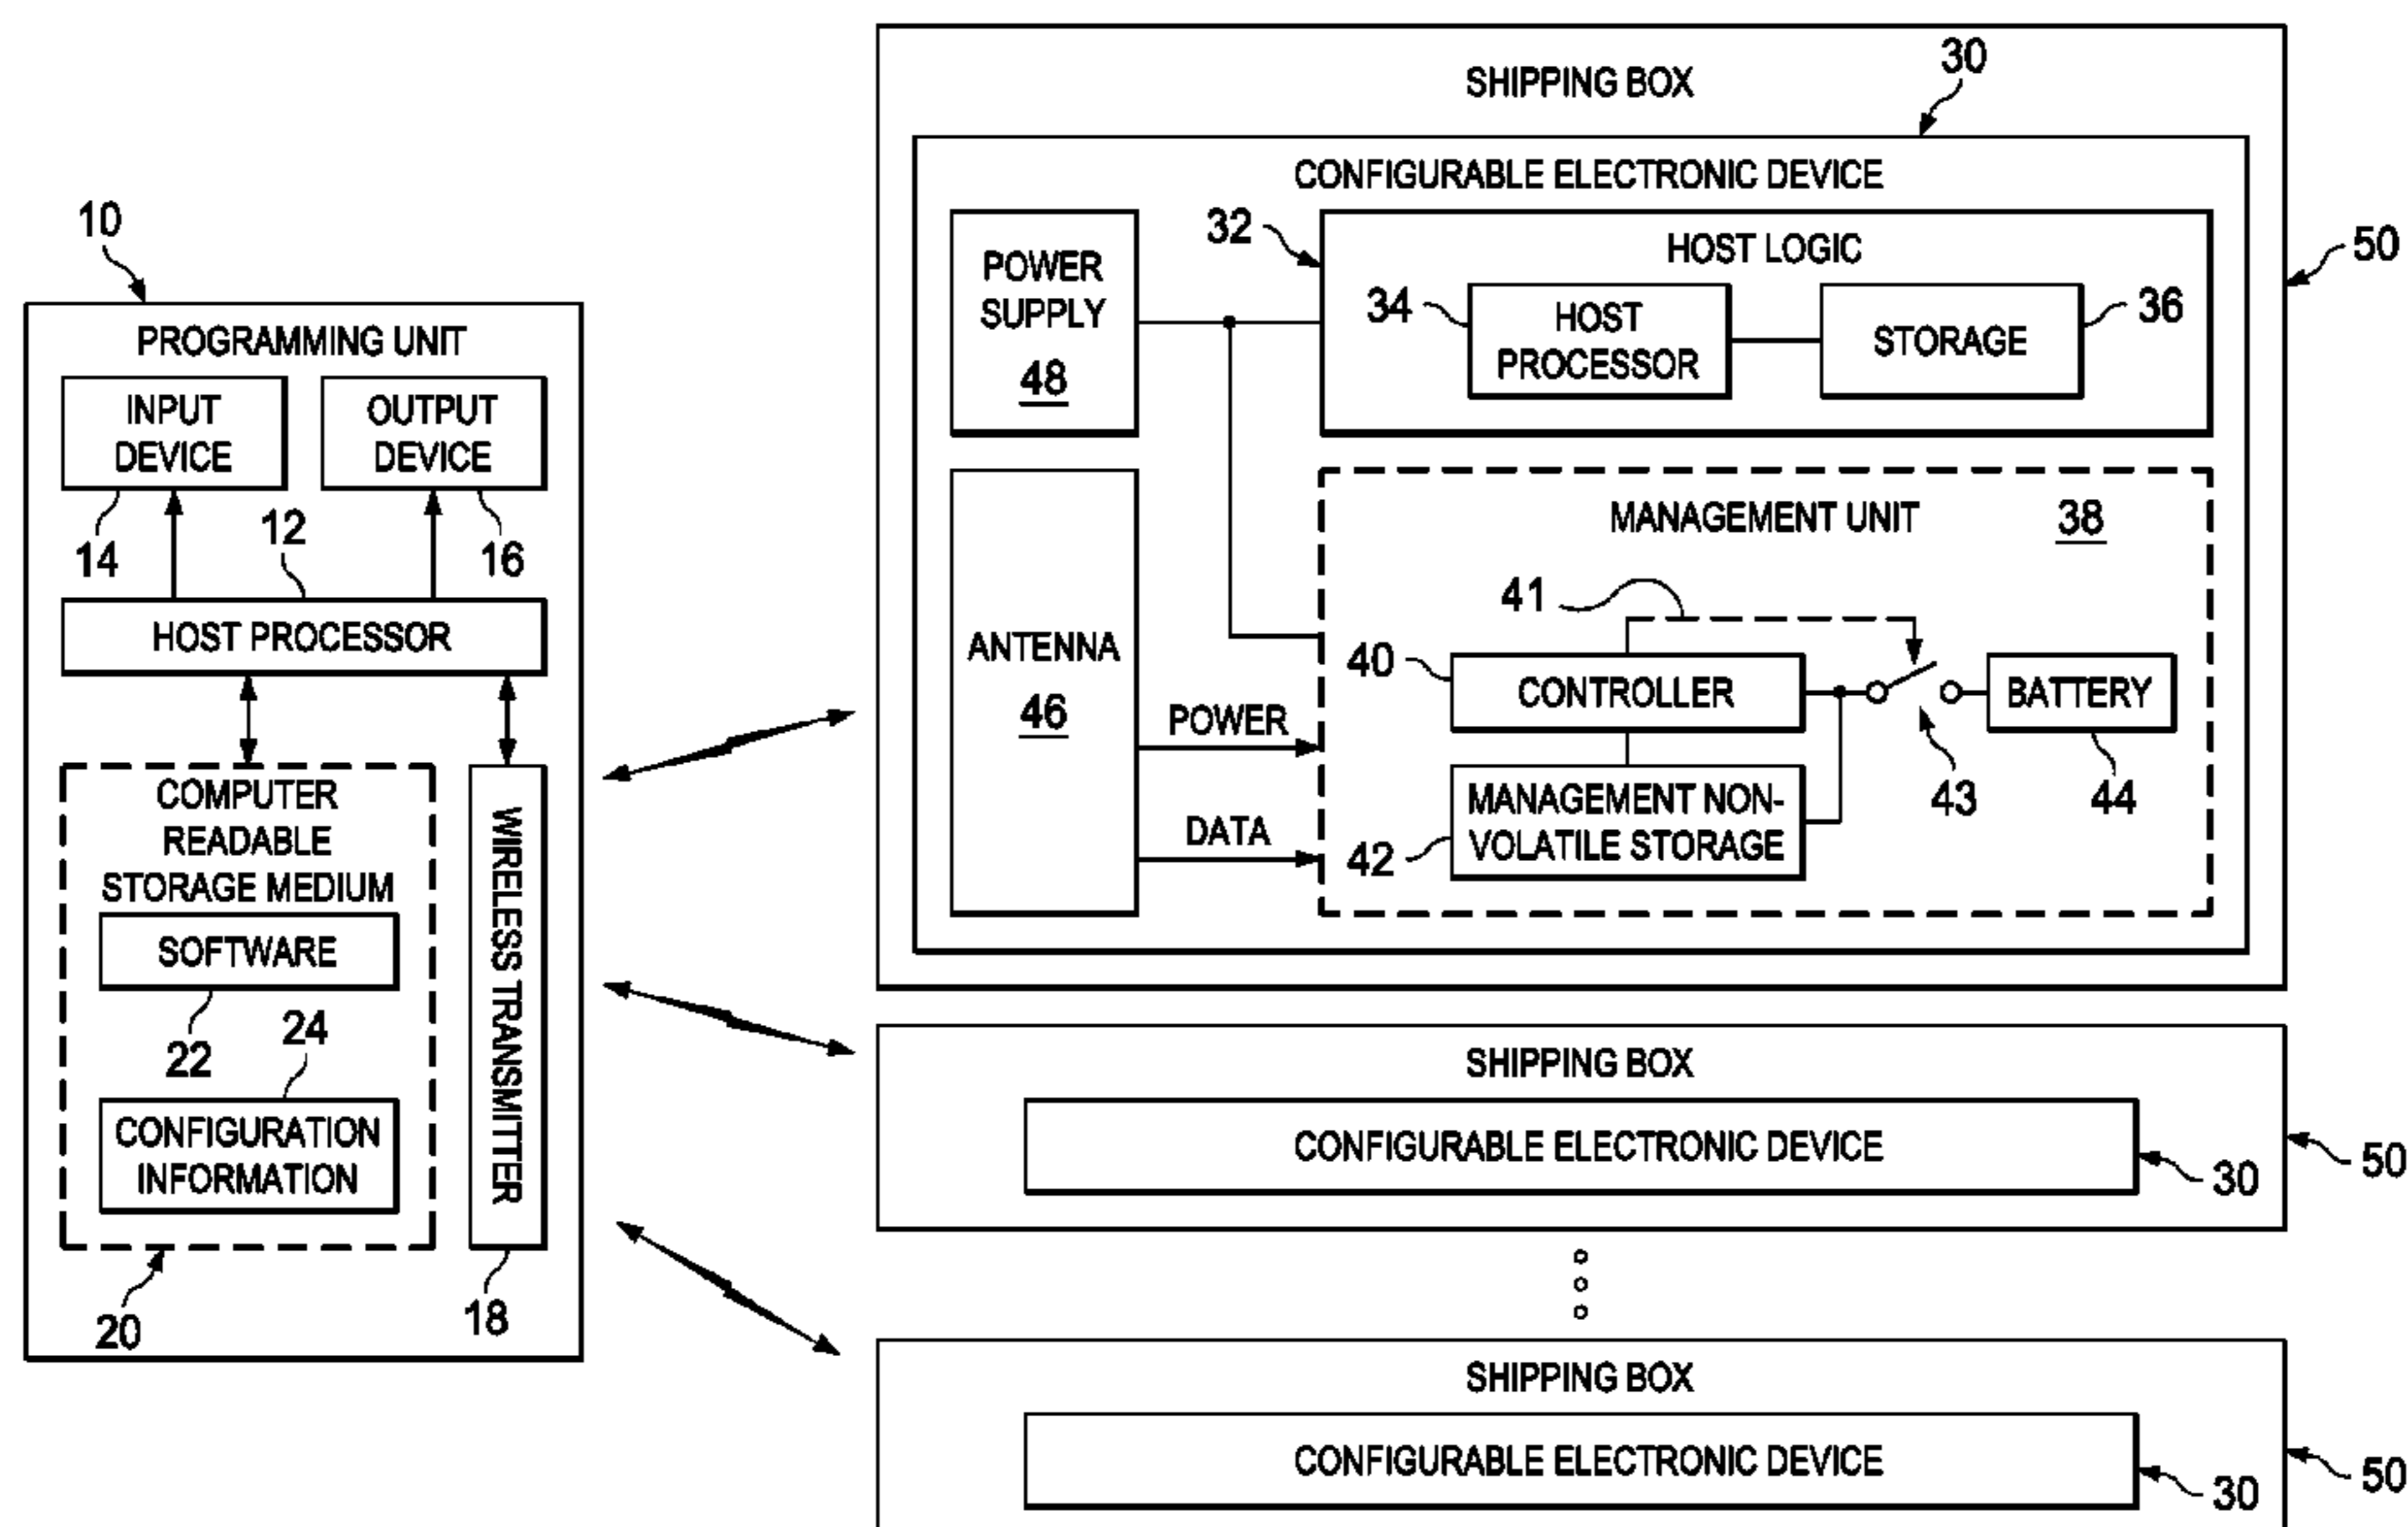 10
PROGRAMMING UNIT
INPUT
DEVICE
OUTPUT
DEVICE
14
12
16
HOST PROCESSOR
COMPUTER
READABLE
STORAGE MEDIUM
SOFTWARE
22
24
CONFIGURATION
INFORMATION
WIRELESS TRANSMITTER
20
18
SHIPPING BOX
30
CONFIGURABLE ELECTRONIC DEVICE
50
POWER
SUPPLY
48
32
HOST LOGIC
34
HOST
PROCESSOR
STORAGE
36
ANTENNA
46
POWER
DATA
MANAGEMENT UNIT
38
41
40
CONTROLLER
BATTERY
43
44
42
MANAGEMENT NON-
VOLATILE STORAGE
SHIPPING BOX
CONFIGURABLE ELECTRONIC DEVICE
30
50
SHIPPING BOX
CONFIGURABLE ELECTRONIC DEVICE
30
50